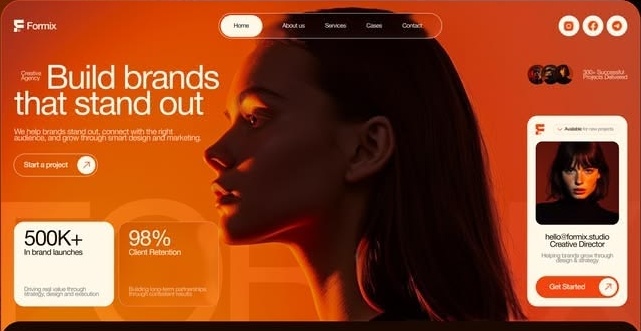 Formix
Home
About us
Services
Cases
Contact
Creative
Agency
Build brands
that stand out
We help brands stand out, connect with the right
audience, and grow through smart design and marketing.
Start a project
500K+
In brand launches
Driving real value through
strategy, design and execution
98%
Client Retention
Building long-term partnerships
through consistent results
300+ Successful
Projects Delivered
Available for new projects
hello@formix.studio
Creative Director
Helping brands grow through
design & strategy
Get Started